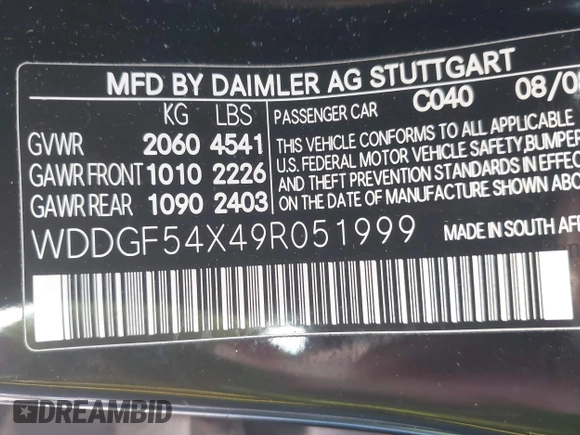 MFD BY DAIMLER AG STUTTGART
KG LBS PASSENGER CAR C040
GVWR 2060 4541
GAWR FRONT 1010 2226
GAWR REAR 1090 2403
THIS VEHICLE CONFORMS TO ALL APPLICABLE
U.S. FEDERAL MOTOR VEHICLE SAFETY, BUMPER
AND THEFT PREVENTION STANDARDS IN EFFECT
ON THE DATE OF MANUFACTURE SHOWN ABOVE.
WDDGF54X49R051999
MADE IN SOUTH
DREAMBID